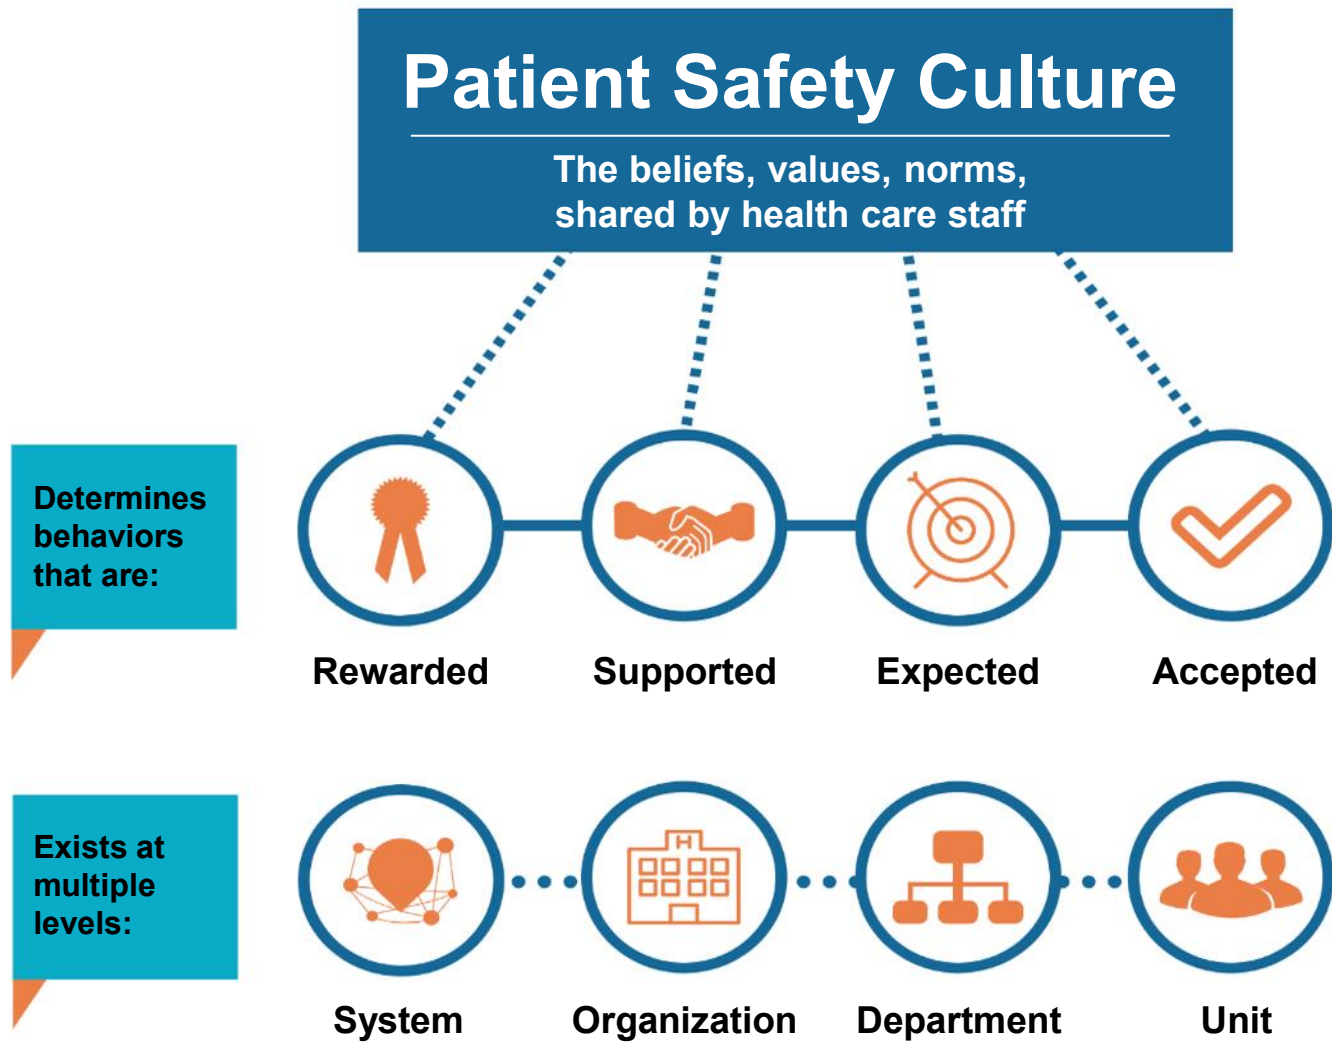 Patient Safety Culture
The beliefs, values, norms,
shared by health care staff
Determines
behaviors
that are:
Rewarded
Supported
Expected
Accepted
Exists at
multiple
levels:
H
System
Organization
Department
Unit